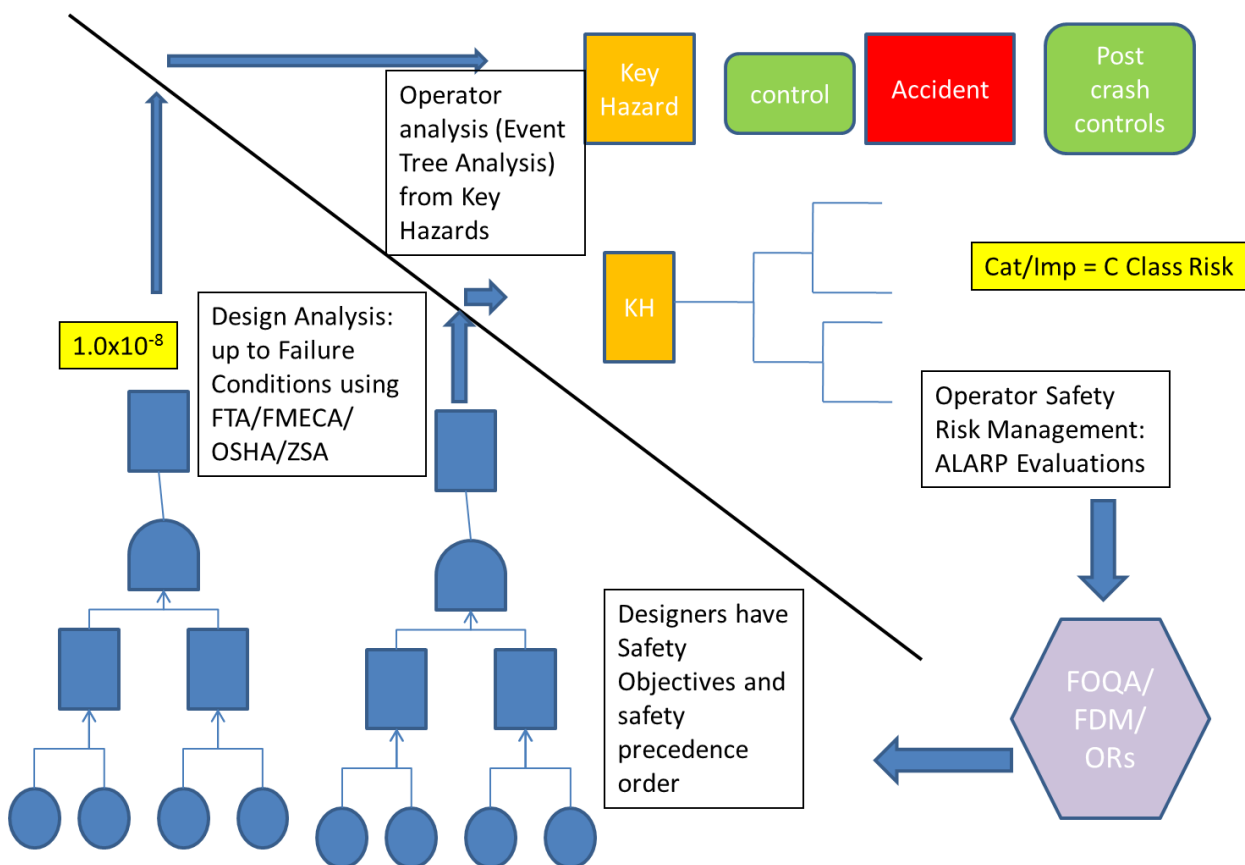 Operator
analysis (Event
Tree Analysis)
from Key
Hazards
Key
Hazard
control
Accident
Post
crash
controls
KH
Cat/Imp = C Class Risk
1.0x10⁻⁸
Design Analysis:
up to Failure
Conditions using
FTA/FMECA/
OSHA/ZSA
Operator Safety
Risk Management:
ALARP Evaluations
Designers have
Safety
Objectives and
safety
precedence
order
FOQA/
FDM/
ORs